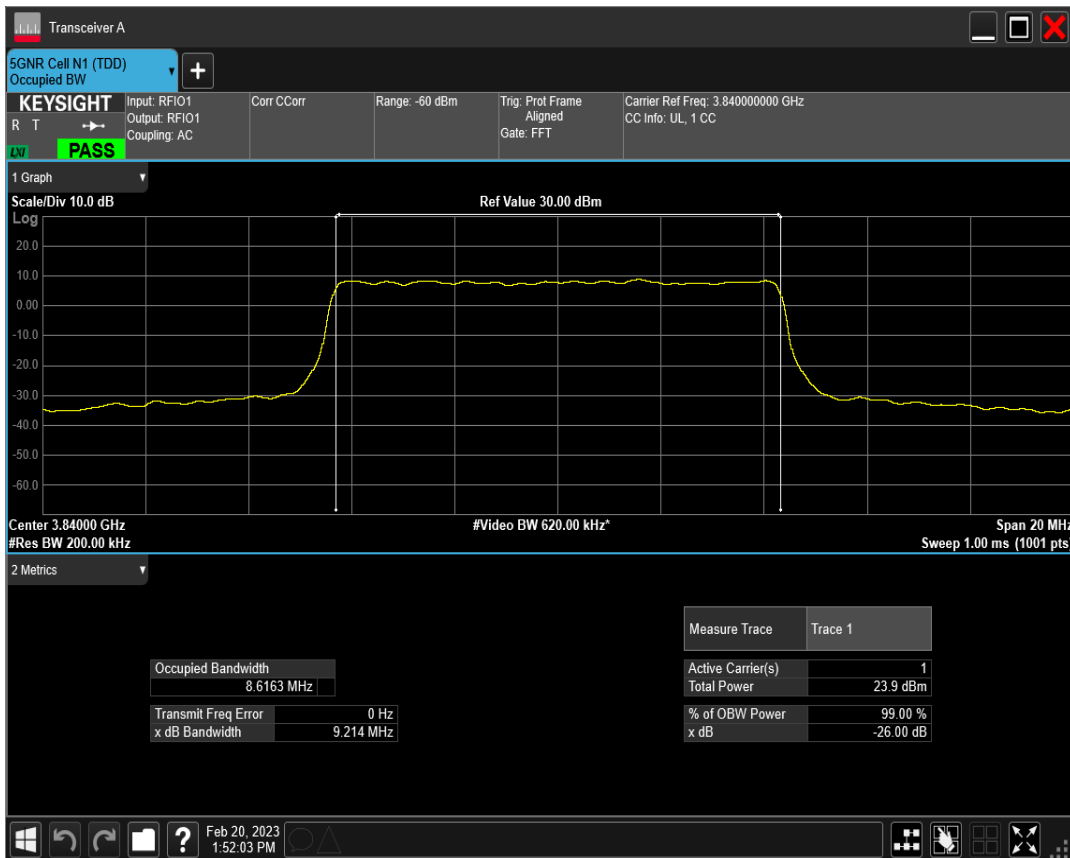 Transceiver A
5GNR Cell N1 (TDD)
Occupied BW
+
KEYSIGHT
R T
LXI
PASS
Input: RFIO1
Output: RFIO1
Coupling: AC
Corr CCorr
Range: -60 dBm
Trig: Prot Frame
Aligned
Gate: FFT
Carrier Ref Freq: 3.840000000 GHz
CC Info: UL, 1 CC
1 Graph
Scale/Div 10.0 dB
Ref Value 30.00 dBm
Log
20.0
10.0
0.00
-10.0
-20.0
-30.0
-40.0
-50.0
-60.0
Center 3.84000 GHz
#Video BW 620.00 kHz*
Span 20 MHz
#Res BW 200.00 kHz
Sweep 1.00 ms (1001 pts)
2 Metrics
Measure Trace Trace 1
Occupied Bandwidth
8.6163 MHz
Active Carrier(s) 1
Total Power 23.9 dBm
Transmit Freq Error 0 Hz
x dB Bandwidth 9.214 MHz
% of OBW Power 99.00 %
x dB -26.00 dB
?
Feb 20, 2023
1:52:03 PM